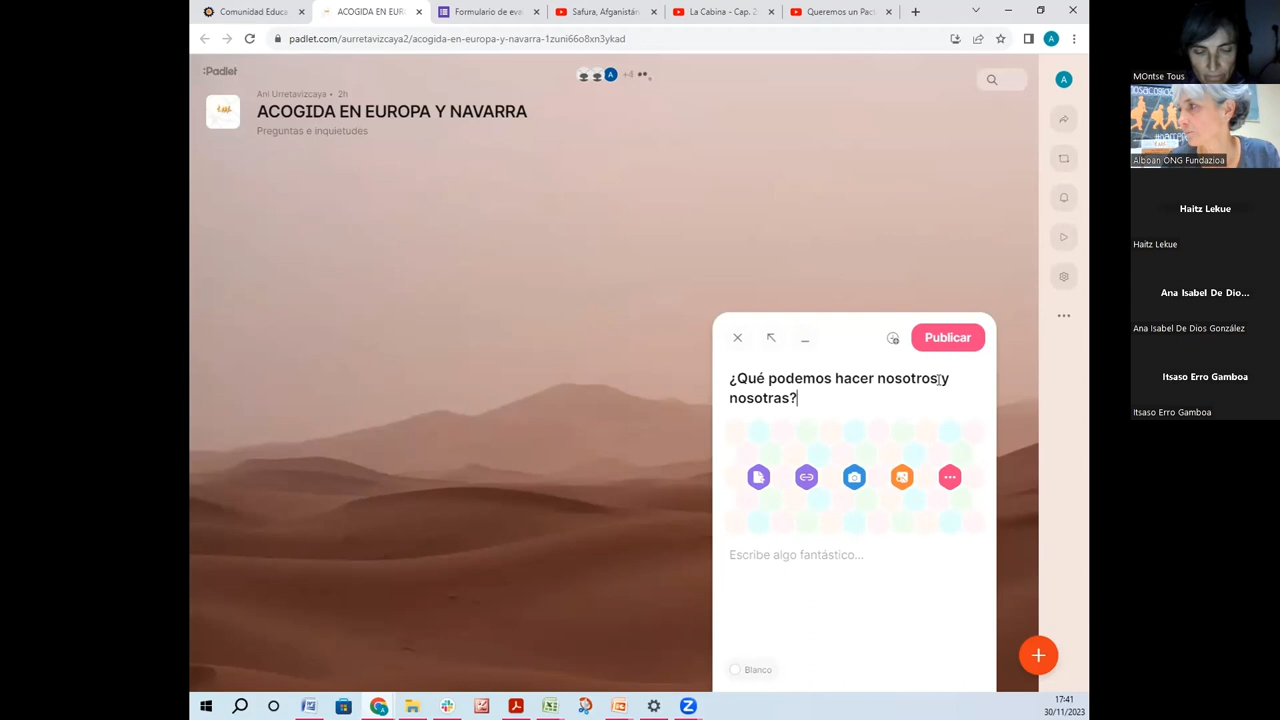 Comunidad Educa
ACOGIDA EN EUR
Formulario de eva
Safura, Afganistán
La Cabina - Cap. 2
Queremos un Pac
padlet.com/aurretavizcaya2/acogida-en-europa-y-navarra-1zuni66o8xn3ykad
A
:Padlet
A
+4
A
Ani Urretavizcaya • 2h
ACOGIDA EN EUROPA Y NAVARRA
Preguntas e inquietudes
Publicar
¿Qué podemos hacer nosotros y
nosotras?
Escribe algo fantástico...
Blanco
17:41
30/11/2023
MOntse Tous
Alboan ONG Fundazioa
Haitz Lekue
Haitz Lekue
Ana Isabel De Dio...
Ana Isabel De Dios González
Itsaso Erro Gamboa
Itsaso Erro Gamboa